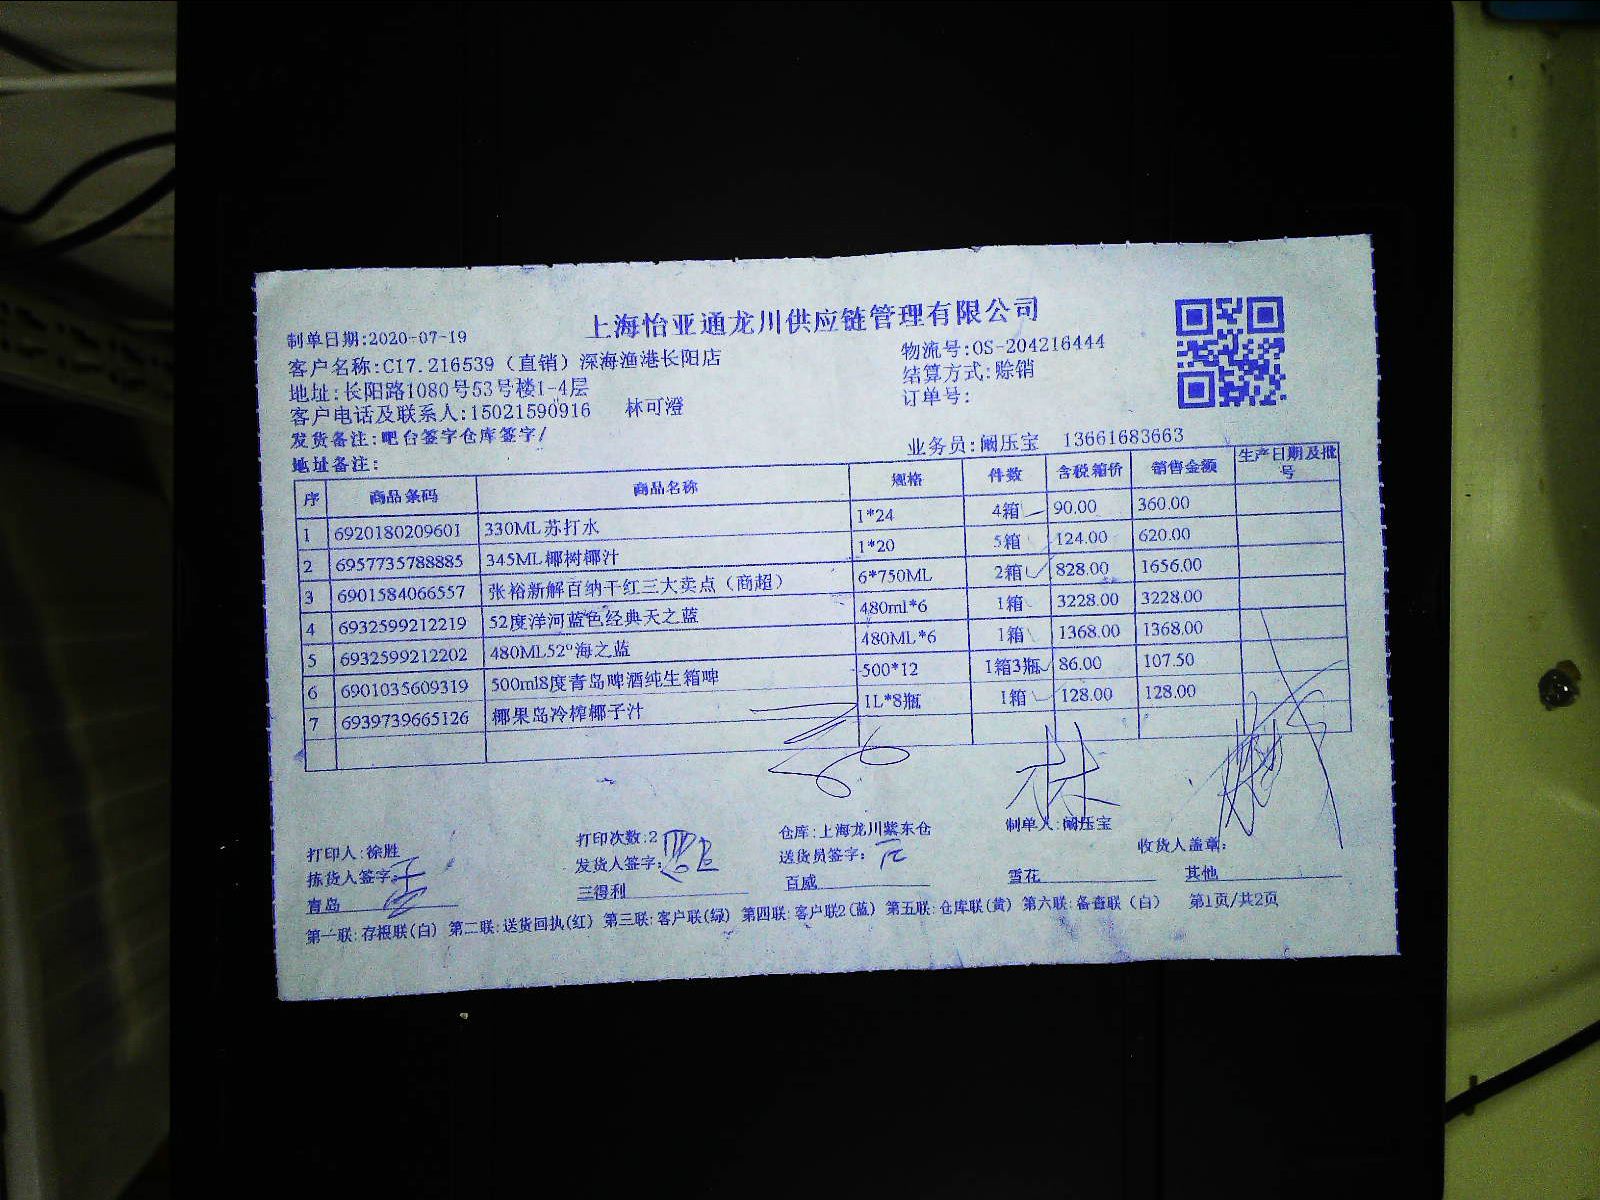 上海怡亚通龙川供应链管理有限公司
制单日期:2020-07-19
客户名称:C17.216539（直销）深海渔港长阳店 物流号:OS-204216444
地址:长阳路1080号53号楼1-4层 结算方式:赊销
客户电话及联系人:15021590916 林可澄 订单号:
发货备注:吧台签字仓库签字/
地址备注: 业务员:阚压宝 13661683663
序 商品条码 商品名称 规格 件数 含税箱价 销售金额 生产日期及批号
1 6920180209601 330ML苏打水 1*24 4箱 90.00 360.00
2 6957735788885 345ML椰树椰汁 1*20 5箱 124.00 620.00
3 6901584066557 张裕新解百纳干红三大卖点（商超） 6*750ML 2箱 828.00 1656.00
4 6932599212219 52度洋河蓝色经典天之蓝 480ml*6 1箱 3228.00 3228.00
5 6932599212202 480ML52°海之蓝 480ML*6 1箱 1368.00 1368.00
6 6901035609319 500ml8度青岛啤酒纯生箱啤 500*12 1箱3瓶 86.00 107.50
7 6939739665126 椰果岛冷榨椰子汁 1L*8瓶 1箱 128.00 128.00
林
打印人:徐胜 打印次数:2 仓库:上海龙川紫东仓 制单人:阚压宝
拣货人签字: 发货人签字: 送货员签字: 收货人盖章:
青岛 三得利 百威 雪花 其他
第一联:存根联(白) 第二联:送货回执(红) 第三联:客户联(绿) 第四联:客户联2(蓝) 第五联:仓库联(黄) 第六联:备查联（白） 第1页/共2页